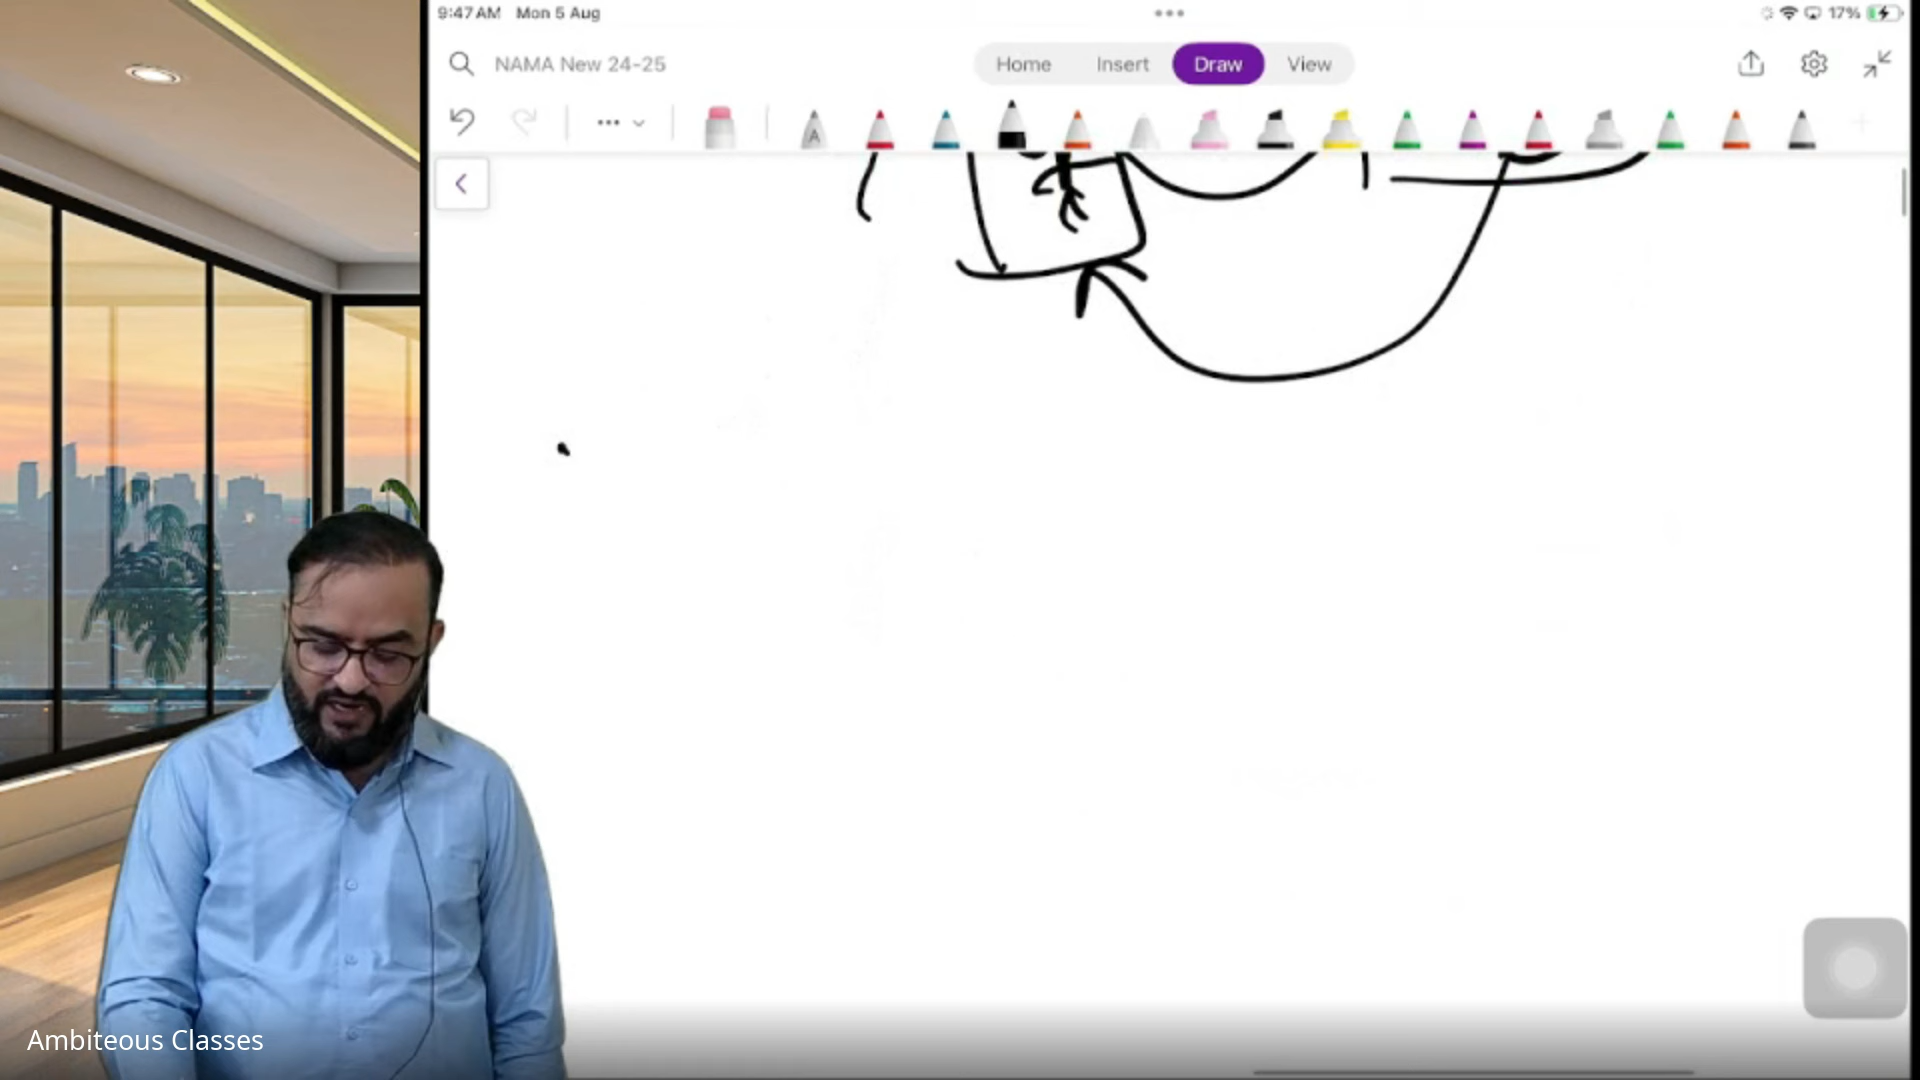 9:47 AM Mon 5 Aug
17%
NAMA New 24-25
Home Insert Draw View
A
Ambiteous Classes